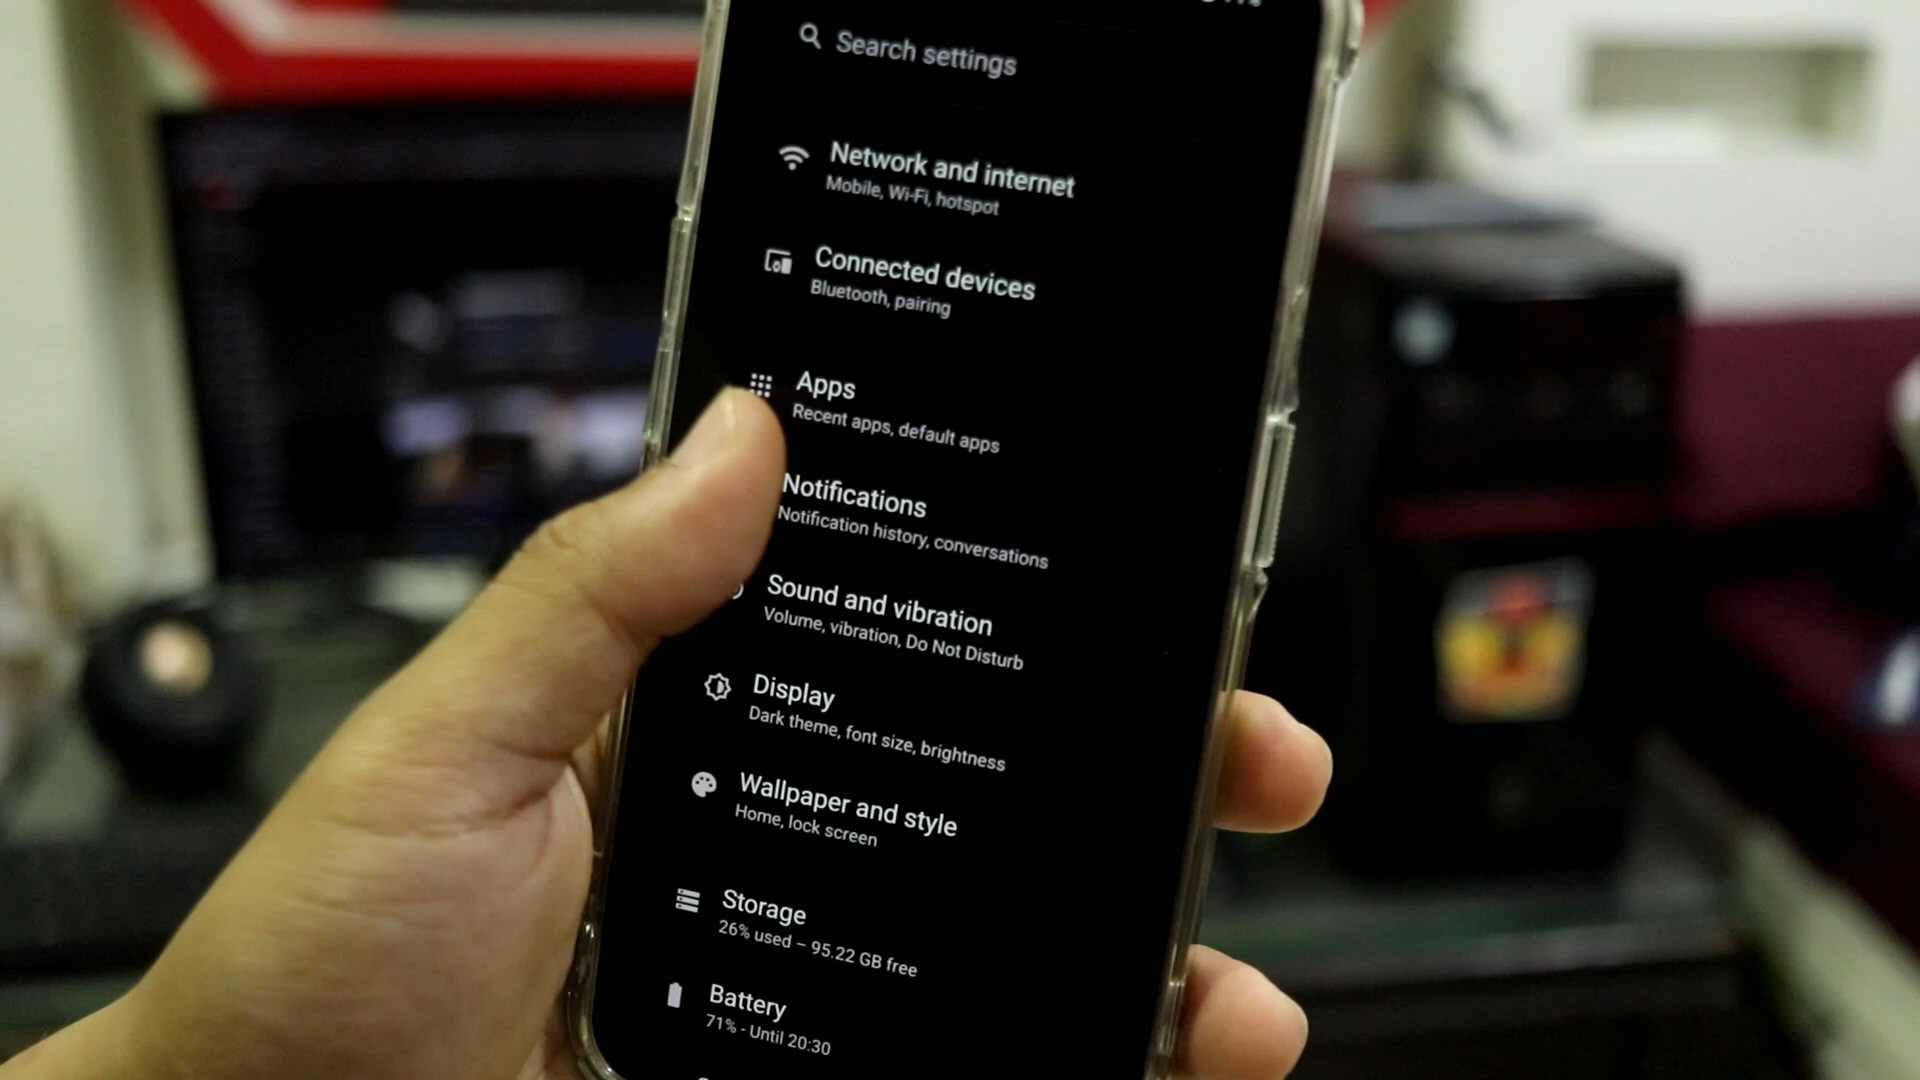 Search settings
Network and internet
Mobile, Wi-Fi, hotspot
Connected devices
Bluetooth, pairing
Apps
Recent apps, default apps
Notifications
Notification history, conversations
Sound and vibration
Volume, vibration, Do Not Disturb
Display
Dark theme, font size, brightness
Wallpaper and style
Home, lock screen
Storage
26% used – 95.22 GB free
Battery
71% - Until 20:30